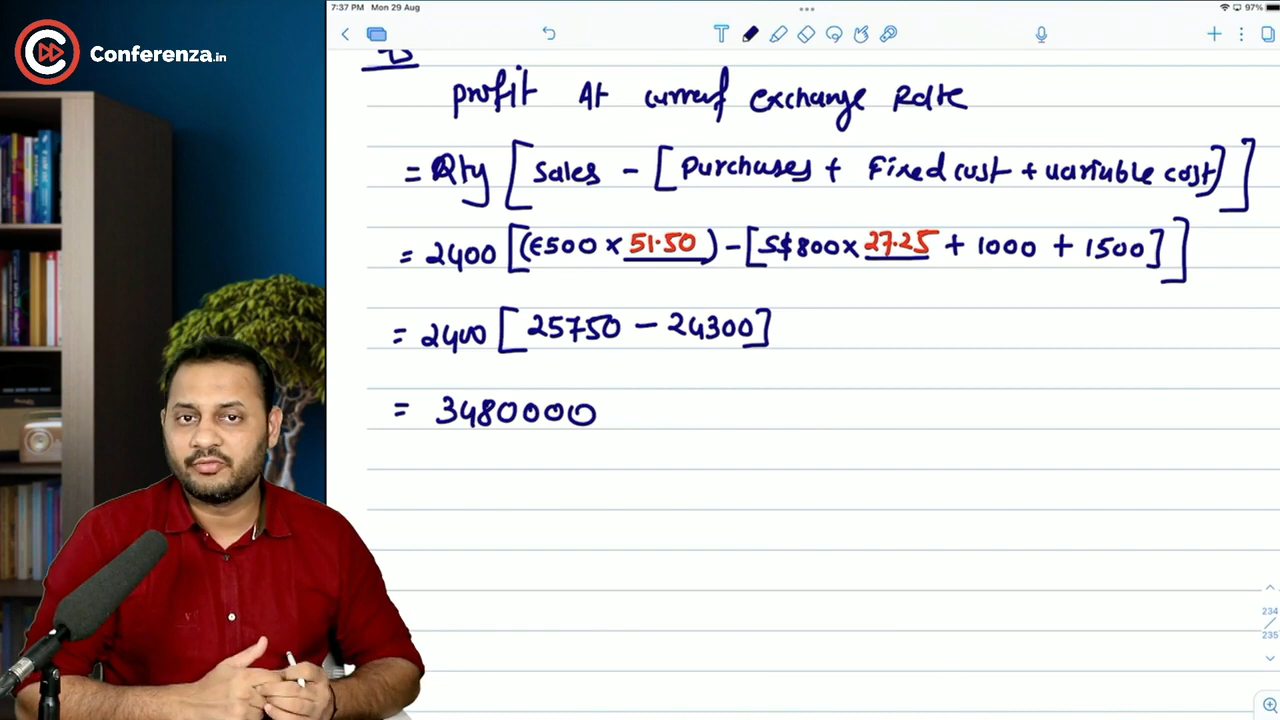 7:37 PM Mon 29 Aug
97%
Conferenza.in
Profit At current exchange Rate
= Qty [Sales - [Purchases + Fixed cost + variable cost]]
= 2400 [(€500 × 51.50) - [S$800 × 27.25 + 1000 + 1500]]
= 2400 [25750 - 24300]
= 3480000
234
235